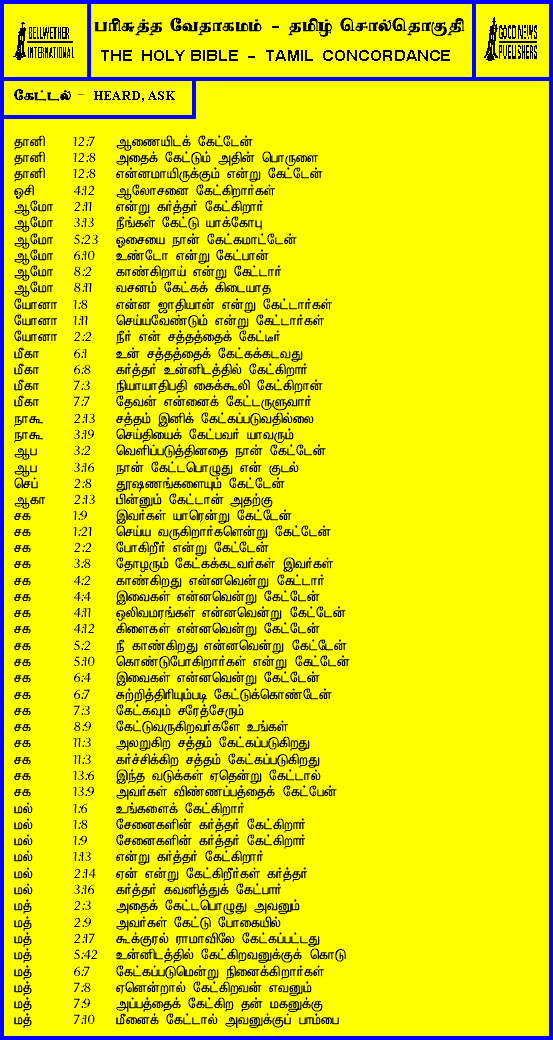 BELLWETHER
INTERNATIONAL
பரிசுத்த வேதாகமம் - தமிழ் சொல்தொகுதி
THE HOLY BIBLE - TAMIL CONCORDANCE
GOOD NEWS
PUBLISHERS
கேட்டல் - HEARD, ASK
தானி 12:7 ஆணையிடக் கேட்டேன்
தானி 12:8 அதைக் கேட்டும் அதின் பொருளை
தானி 12:8 என்னமாயிருக்கும் என்று கேட்டேன்
ஓசி 4:12 ஆலோசனை கேட்கிறார்கள்
ஆமோ 2:11 என்று கர்த்தர் கேட்கிறார்
ஆமோ 3:13 நீங்கள் கேட்டு யாக்கோபு
ஆமோ 5:23 ஓசையை நான் கேட்கமாட்டேன்
ஆமோ 6:10 உண்டோ என்று கேட்பான்
ஆமோ 8:2 காண்கிறாய் என்று கேட்டார்
ஆமோ 8:11 வசனம் கேட்கக் கிடையாத
யோனா 1:8 என்ன ஜாதியான் என்று கேட்டார்கள்
யோனா 1:11 செய்யவேண்டும் என்று கேட்டார்கள்
யோனா 2:2 நீர் என் சத்தத்தைக் கேட்டீர்
மீகா 6:1 உன் சத்தத்தைக் கேட்கக்கடவது
மீகா 6:8 கர்த்தர் உன்னிடத்தில் கேட்கிறார்
மீகா 7:3 நியாயாதிபதி கைக்கூலி கேட்கிறான்
மீகா 7:7 தேவன் என்னைக் கேட்டருளுவார்
நாகூ 2:13 சத்தம் இனிக் கேட்கப்படுவதில்லை
நாகூ 3:19 செய்தியைக் கேட்பவர் யாவரும்
ஆப 3:2 வெளிப்படுத்தினதை நான் கேட்டேன்
ஆப 3:16 நான் கேட்டபொழுது என் குடல்
செப் 2:8 தூஷணங்களையும் கேட்டேன்
ஆகா 2:13 பின்னும் கேட்டான் அதற்கு
சக 1:9 இவர்கள் யாரென்று கேட்டேன்
சக 1:21 செய்ய வருகிறார்களென்று கேட்டேன்
சக 2:2 போகிறீர் என்று கேட்டேன்
சக 3:8 தோழரும் கேட்கக்கடவர்கள் இவர்கள்
சக 4:2 காண்கிறது என்னவென்று கேட்டார்
சக 4:4 இவைகள் என்னவென்று கேட்டேன்
சக 4:11 ஒலிவமரங்கள் என்னவென்று கேட்டேன்
சக 4:12 கிளைகள் என்னவென்று கேட்டேன்
சக 5:2 நீ காண்கிறது என்னவென்று கேட்டேன்
சக 5:10 கொண்டுபோகிறார்கள் என்று கேட்டேன்
சக 6:4 இவைகள் என்னவென்று கேட்டேன்
சக 6:7 சுற்றித்திரியும்படி கேட்டுக்கொண்டேன்
சக 7:3 கேட்கவும் சரேத்சேரும்
சக 8:9 கேட்டுவருகிறவர்களே உங்கள்
சக 11:3 அலறுகிற சத்தம் கேட்கப்படுகிறது
சக 11:3 கர்ச்சிக்கிற சத்தம் கேட்கப்படுகிறது
சக 13:6 இந்த வடுக்கள் ஏதென்று கேட்டால்
சக 13:9 அவர்கள் விண்ணப்பத்தைக் கேட்பேன்
மல் 1:6 உங்களைக் கேட்கிறார்
மல் 1:8 சேனைகளின் கர்த்தர் கேட்கிறார்
மல் 1:9 சேனைகளின் கர்த்தர் கேட்கிறார்
மல் 1:13 என்று கர்த்தர் கேட்கிறார்
மல் 2:14 ஏன் என்று கேட்கிறீர்கள் கர்த்தர்
மல் 3:16 கர்த்தர் கவனித்துக் கேட்பார்
மத் 2:3 அதைக் கேட்டபொழுது அவனும்
மத் 2:9 அவர்கள் கேட்டு போகையில்
மத் 2:17 கூக்குரல் ராமாவிலே கேட்கப்பட்டது
மத் 5:42 உன்னிடத்தில் கேட்கிறவனுக்குக் கொடு
மத் 6:7 கேட்கப்படுமென்று நினைக்கிறார்கள்
மத் 7:8 ஏனென்றால் கேட்கிறவன் எவனும்
மத் 7:9 அப்பத்தைக் கேட்கிற தன் மகனுக்கு
மத் 7:10 மீனைக் கேட்டால் அவனுக்குப் பாம்பை